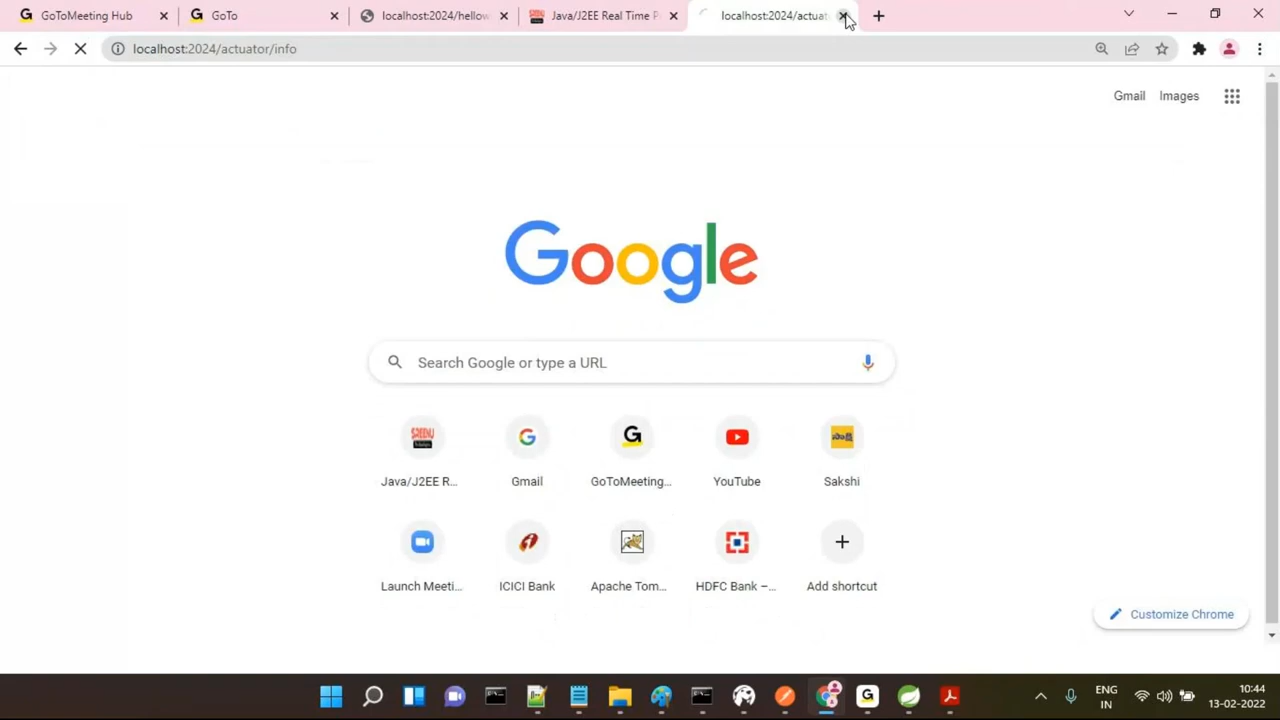 GoToMeeting Hub
GoTo
localhost:2024/hellow
Java/J2EE Real Time P
localhost:2024/actuat
localhost:2024/actuator/info
Gmail
Images
Google
Search Google or type a URL
Java/J2EE R...
Gmail
GoToMeeting...
YouTube
Sakshi
Launch Meeti...
ICICI Bank
Apache Tom...
HDFC Bank –...
Add shortcut
Customize Chrome
ENG
IN
10:44
13-02-2022